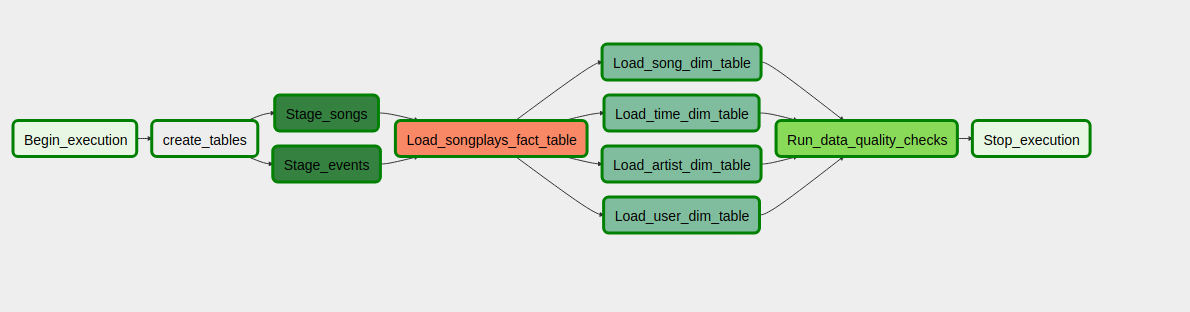 Begin_execution
create_tables
Stage_songs
Stage_events
Load_songplays_fact_table
Load_song_dim_table
Load_time_dim_table
Load_artist_dim_table
Load_user_dim_table
Run_data_quality_checks
Stop_execution